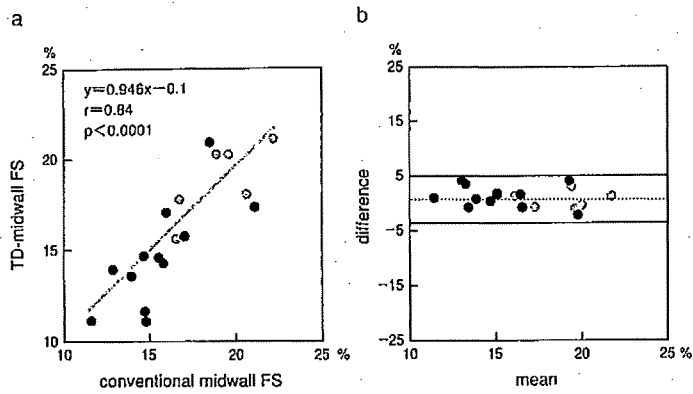 a
%
25
y=0.946x−0.1
r=0.84
p<0.0001
20
15
10
TD-midwall FS
10 15 20 25 %
conventional midwall FS
b
%
25
15
5
−5
−15
−25
difference
10 15 20 25 %
mean